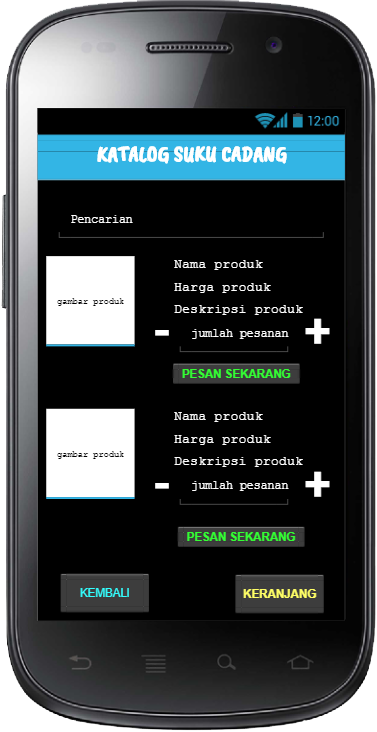 12:00
KATALOG SUKU CADANG
Pencarian
gambar produk
Nama produk
Harga produk
Deskripsi produk
- jumlah pesanan +
PESAN SEKARANG
gambar produk
Nama produk
Harga produk
Deskripsi produk
- jumlah pesanan +
PESAN SEKARANG
KEMBALI
KERANJANG